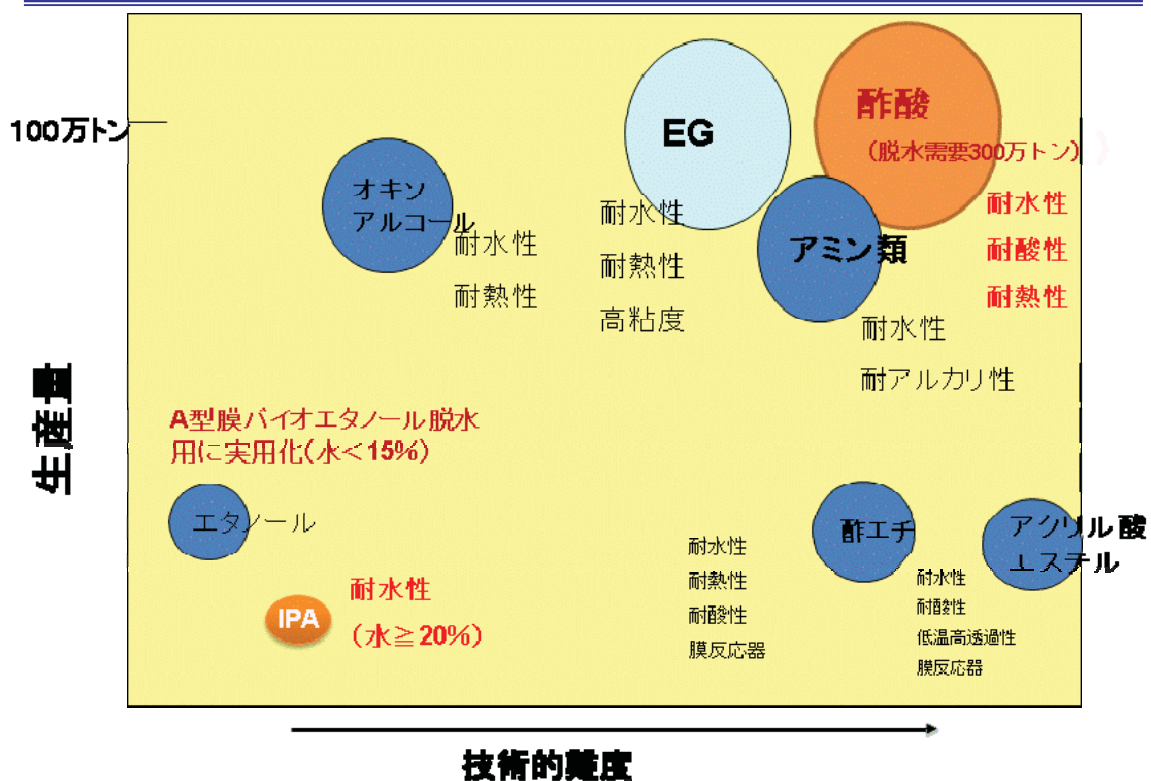 100万トン
EG
酢酸
（脱水需要300万トン）
オキソ
アルコール
耐水性
耐熱性
耐水性
耐熱性
高粘度
アミン類
耐水性
耐酸性
耐熱性
耐水性
耐アルカリ性
生産量
A型膜バイオエタノール脱水
用に実用化(水＜15%)
エタノール
IPA
耐水性
（水≧20%）
耐水性
耐熱性
耐酸性
膜反応器
酢エチ
耐水性
耐酸性
低温高透過性
膜反応器
アクリル酸
エステル
技術的難度